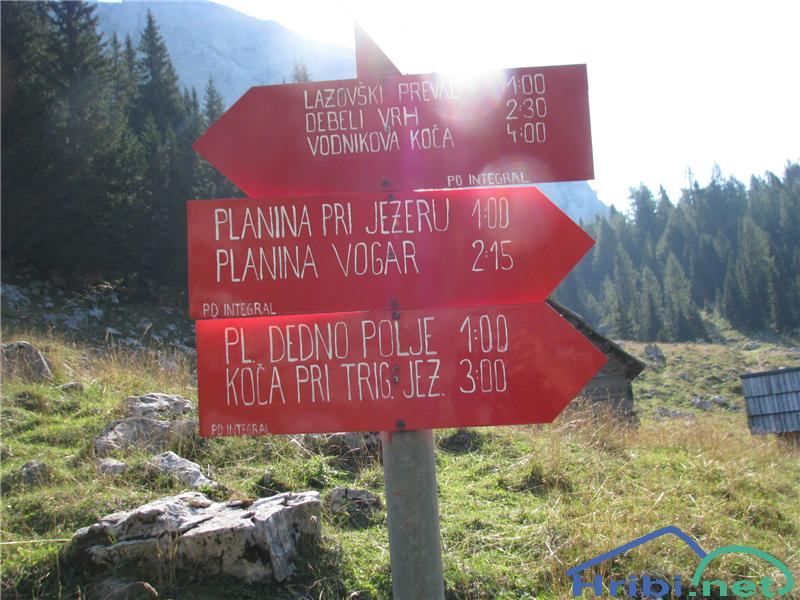 LAZOVŠKI PREVAL 1:00
DEBELI VRH 2:30
VODNIKOVA KOČA 4:00
PD INTEGRAL
PLANINA PRI JEŽERU 1:00
PLANINA VOGAR 2:15
PD INTEGRAL
PL. DEDNO POLJE 1:00
KOČA PRI TRIG. JEZ. 3:00
PD INTEGRAL
Hribi.net